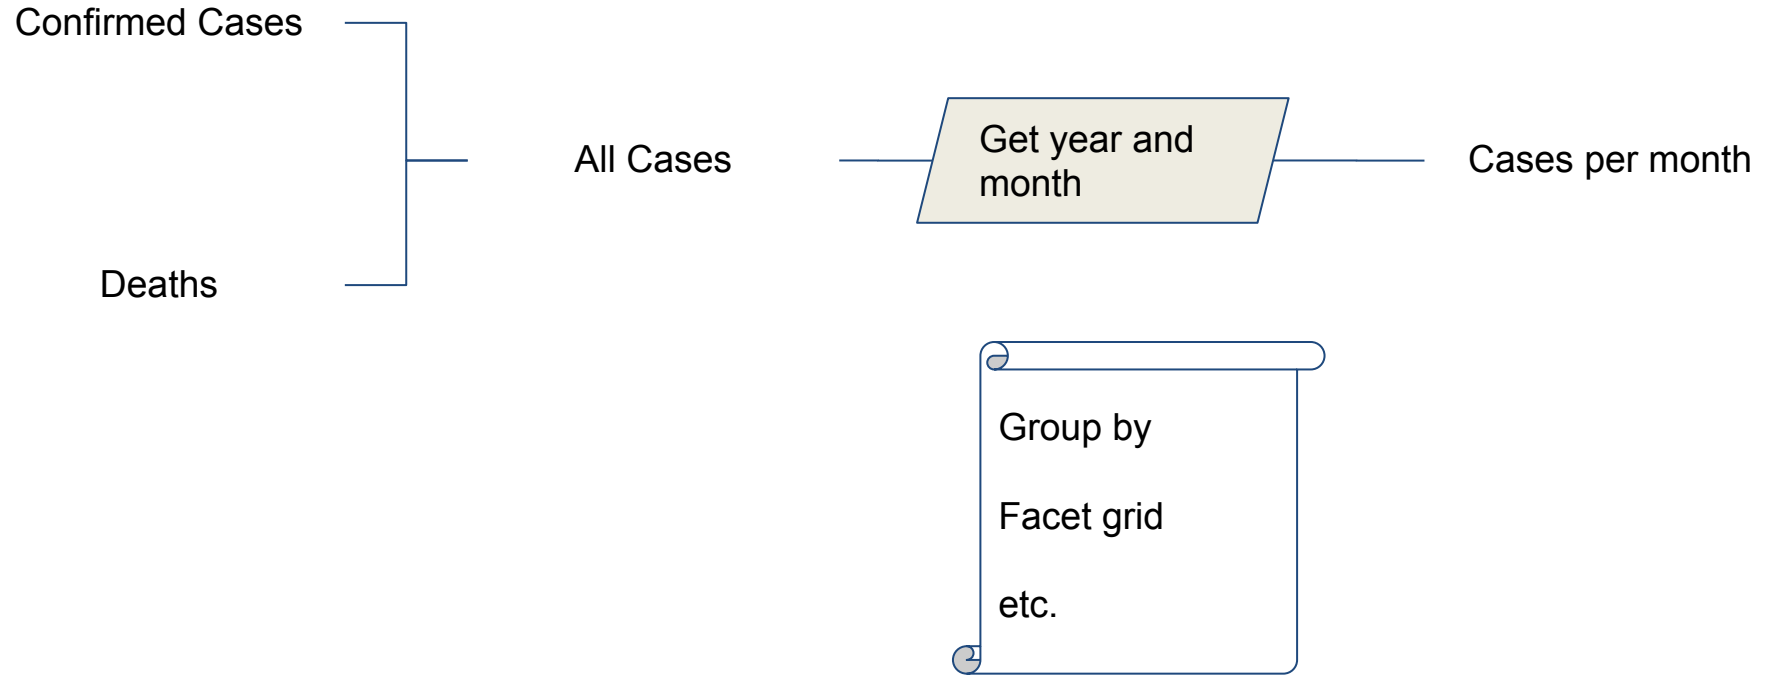 Confirmed Cases
All Cases
Get year and
month
Cases per month
Deaths
Group by
Facet grid
etc.